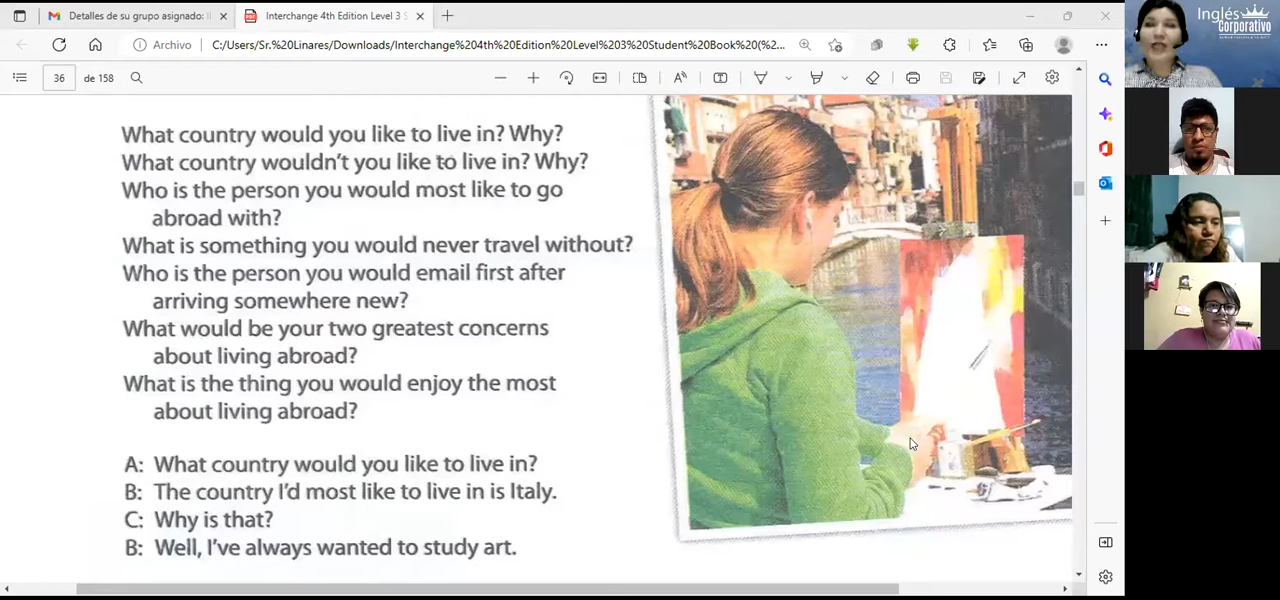 Detalles de su grupo asignado: I
Interchange 4th Edition Level 3 S
Archivo
C:/Users/Sr.%20Linares/Downloads/Interchange%204th%20Edition%20Level%203%20Student%20Book%20(%2...
36
de 158
What country would you like to live in? Why?
What country wouldn't you like to live in? Why?
Who is the person you would most like to go
abroad with?
What is something you would never travel without?
Who is the person you would email first after
arriving somewhere new?
What would be your two greatest concerns
about living abroad?
What is the thing you would enjoy the most
about living abroad?
A: What country would you like to live in?
B: The country I'd most like to live in is Italy.
C: Why is that?
B: Well, I've always wanted to study art.
Inglés
Corporativo